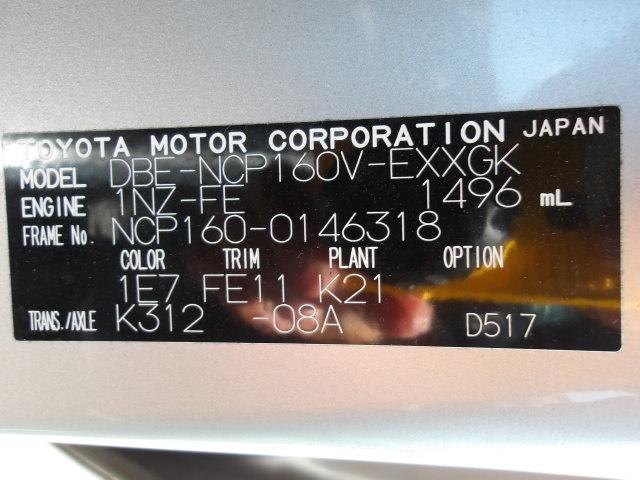 TOYOTA MOTOR CORPORATION JAPAN
MODEL DBE-NCP160V-EXXGK
ENGINE 1NZ-FE 1496 mL
FRAME No. NCP160-0146318
COLOR TRIM PLANT OPTION
1E7 FE11 K21
TRANS./AXLE K312 -08A D517